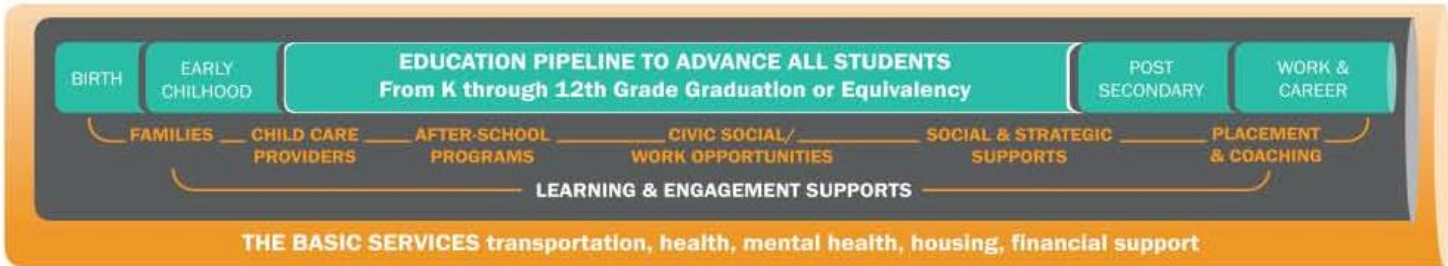 BIRTH
EARLY
CHILHOOD
EDUCATION PIPELINE TO ADVANCE ALL STUDENTS
From K through 12th Grade Graduation or Equivalency
POST
SECONDARY
WORK &
CAREER
FAMILIES
CHILD CARE
PROVIDERS
AFTER-SCHOOL
PROGRAMS
CIVIC SOCIAL/
WORK OPPORTUNITIES
SOCIAL & STRATEGIC
SUPPORTS
PLACEMENT
& COACHING
LEARNING & ENGAGEMENT SUPPORTS
THE BASIC SERVICES transportation, health, mental health, housing, financial support